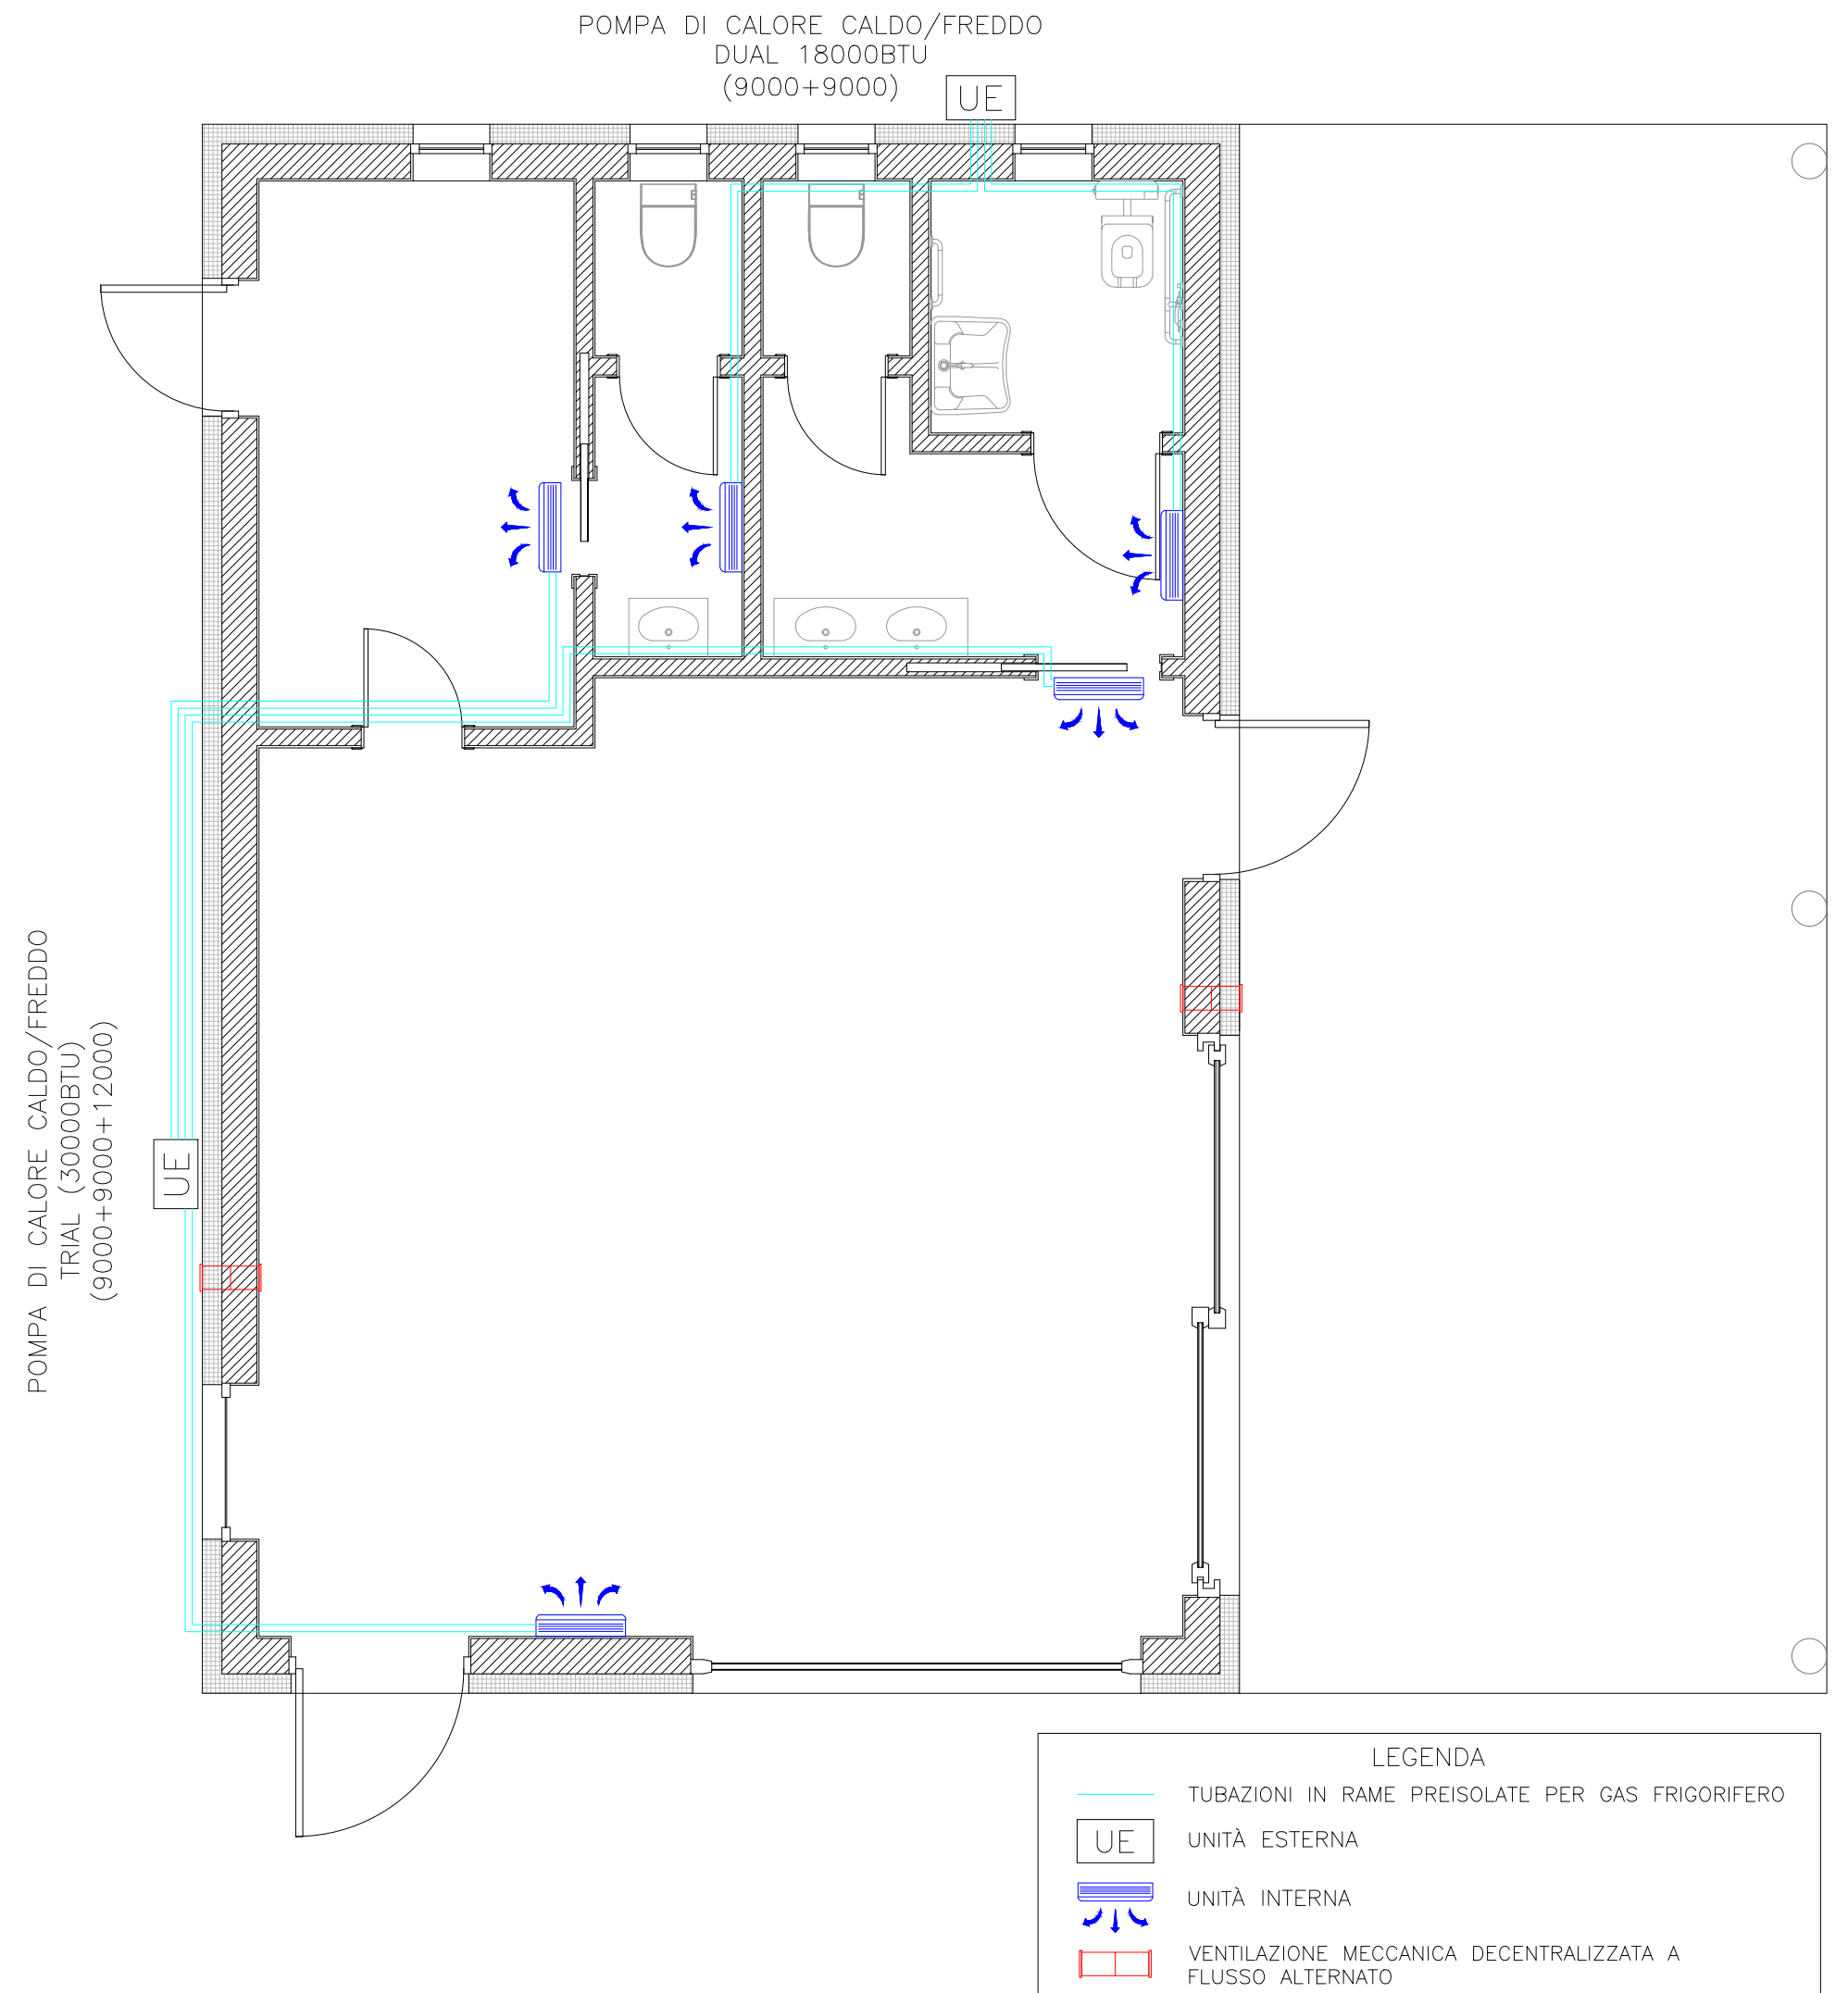 POMPA DI CALORE CALDO/FREDDO
DUAL 18000BTU
(9000+9000)
UE
POMPA DI CALORE CALDO/FREDDO
TRIAL (30000BTU)
(9000+9000+12000)
UE
LEGENDA
TUBAZIONI IN RAME PREISOLATE PER GAS FRIGORIFERO
UE
UNITÀ ESTERNA
UNITÀ INTERNA
VENTILAZIONE MECCANICA DECENTRALIZZATA A
FLUSSO ALTERNATO